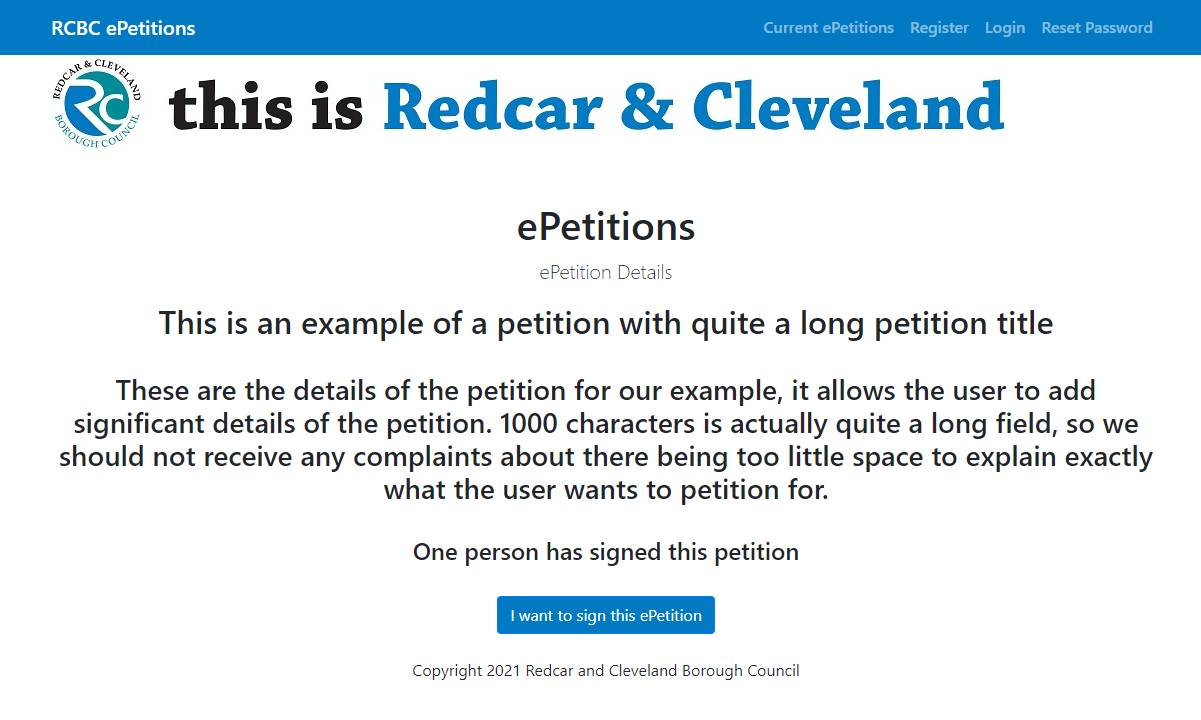 RCBC ePetitions
Current ePetitions Register Login Reset Password
REDCAR & CLEVELAND
BOROUGH COUNCIL
RC
this is Redcar & Cleveland
ePetitions
ePetition Details
This is an example of a petition with quite a long petition title
These are the details of the petition for our example, it allows the user to add
significant details of the petition. 1000 characters is actually quite a long field, so we
should not receive any complaints about there being too little space to explain exactly
what the user wants to petition for.
One person has signed this petition
I want to sign this ePetition
Copyright 2021 Redcar and Cleveland Borough Council